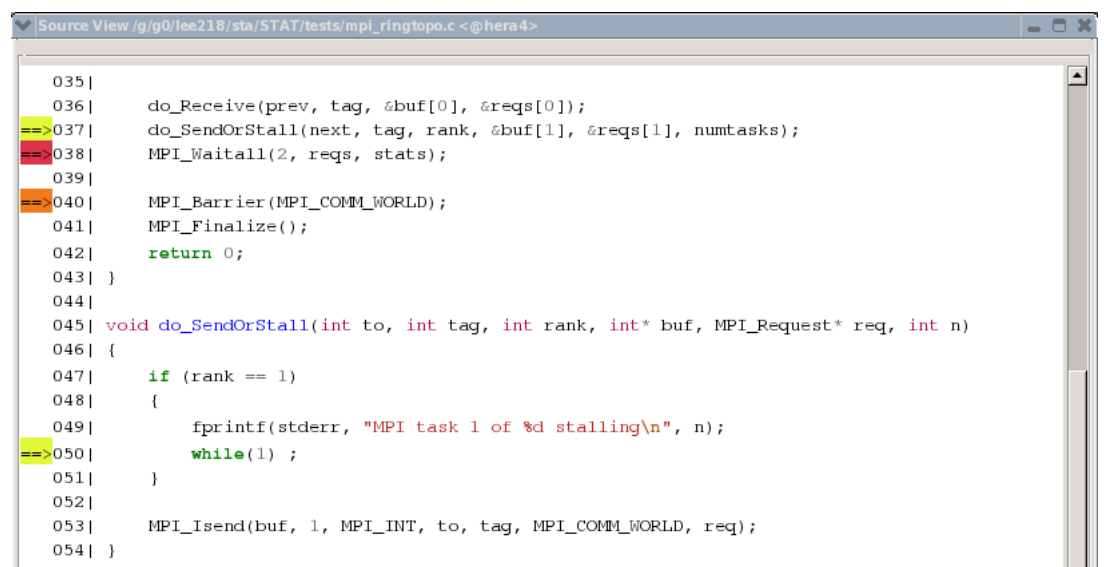 Source View /g/g0/lee218/sta/STAT/tests/mpi_ringtopo.c <@hera4>
035|
036|     do_Receive(prev, tag, &buf[0], &reqs[0]);
==>037|     do_SendOrStall(next, tag, rank, &buf[1], &reqs[1], numtasks);
==>038|     MPI_Waitall(2, reqs, stats);
039|
==>040|     MPI_Barrier(MPI_COMM_WORLD);
041|     MPI_Finalize();
042|     return 0;
043| }
044|
045| void do_SendOrStall(int to, int tag, int rank, int* buf, MPI_Request* req, int n)
046| {
047|     if (rank == 1)
048|     {
049|         fprintf(stderr, "MPI task 1 of %d stalling\n", n);
==>050|         while(1) ;
051|     }
052|
053|     MPI_Isend(buf, 1, MPI_INT, to, tag, MPI_COMM_WORLD, req);
054| }